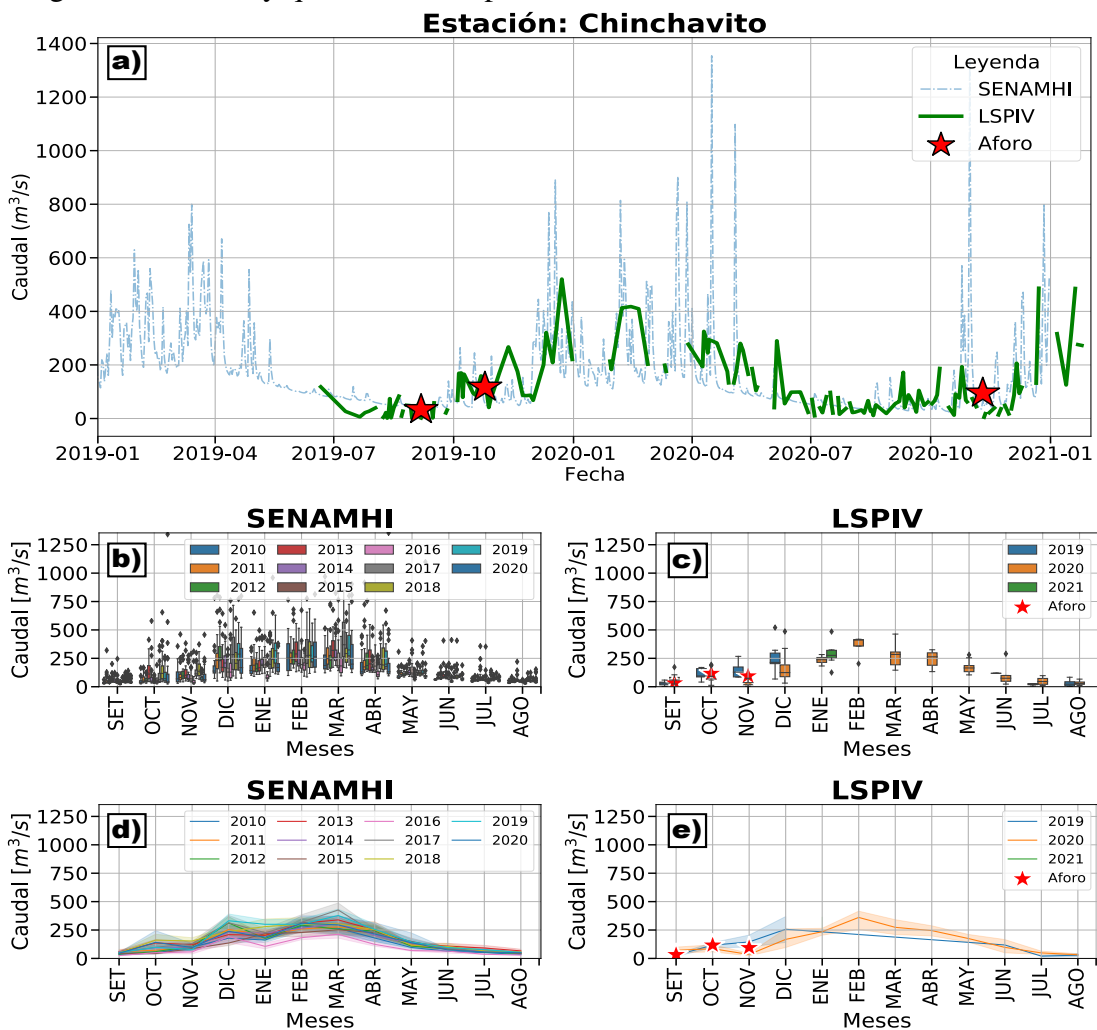 Estación: Chinchavito
a)
Leyenda
SENAMHI
LSPIV
Aforo
Caudal (m³/s)
1400
1200
1000
800
600
400
200
0
2019-01 2019-04 2019-07 2019-10 2020-01 2020-04 2020-07 2020-10 2021-01
Fecha
SENAMHI
b)
2010 2013 2016 2019
2011 2014 2017 2020
2012 2015 2018
Caudal [m³/s]
1250
1000
750
500
250
0
SET OCT NOV DIC ENE FEB MAR ABR MAY JUN JUL AGO
Meses
LSPIV
c)
2019
2020
2021
Aforo
Caudal [m³/s]
1250
1000
750
500
250
0
SET OCT NOV DIC ENE FEB MAR ABR MAY JUN JUL AGO
Meses
SENAMHI
d)
2010 2013 2016 2019
2011 2014 2017 2020
2012 2015 2018
Caudal [m³/s]
1250
1000
750
500
250
0
SET OCT NOV DIC ENE FEB MAR ABR MAY JUN JUL AGO
Meses
LSPIV
e)
2019
2020
2021
Aforo
Caudal [m³/s]
1250
1000
750
500
250
0
SET OCT NOV DIC ENE FEB MAR ABR MAY JUN JUL AGO
Meses